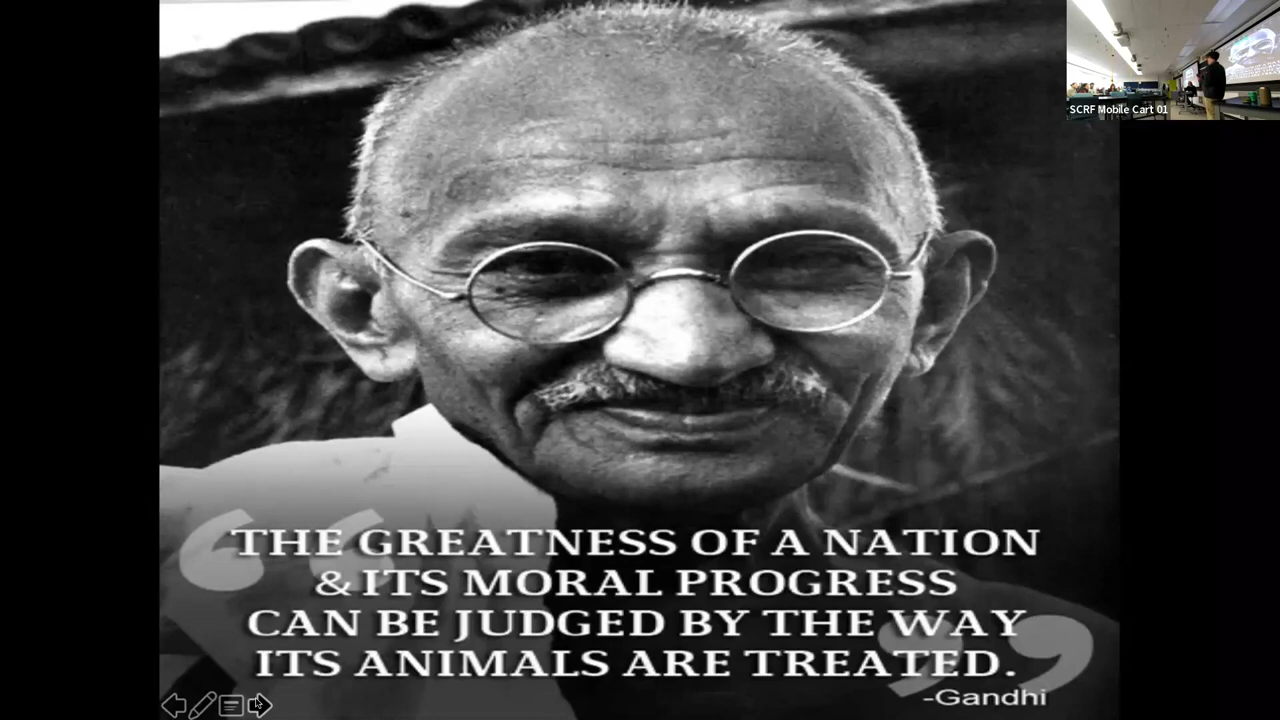 SCRF Mobile Cart 01
THE GREATNESS OF A NATION
& ITS MORAL PROGRESS
CAN BE JUDGED BY THE WAY
ITS ANIMALS ARE TREATED.
-Gandhi